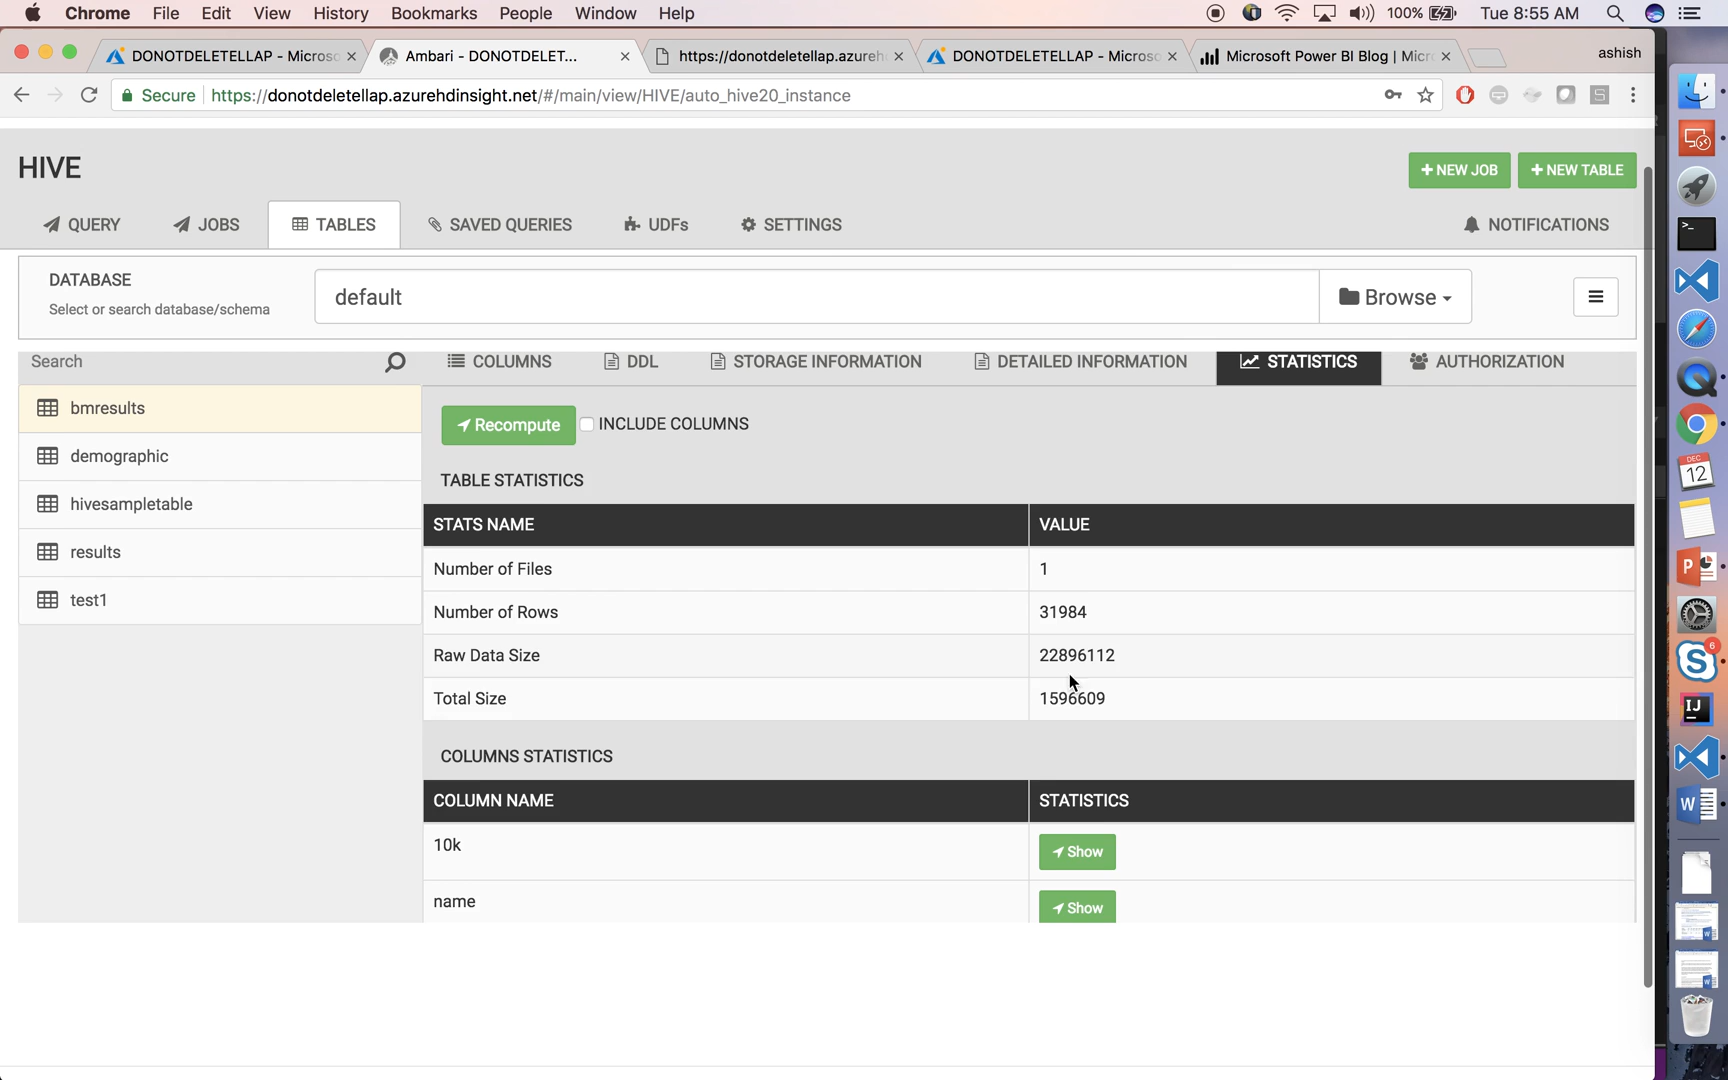 Chrome File Edit View History Bookmarks People Window Help 100% Tue 8:55 AM
DONOTDELETELLAP - Micros Ambari - DONOTDELET... https://donotdeletellap.azureh DONOTDELETELLAP - Micros Microsoft Power BI Blog | Micr ashish
Secure https://donotdeletellap.azurehdinsight.net/#/main/view/HIVE/auto_hive20_instance
HIVE
+ NEW JOB + NEW TABLE
QUERY JOBS TABLES SAVED QUERIES UDFs SETTINGS NOTIFICATIONS
DATABASE
Select or search database/schema
default
Browse
Search
COLUMNS DDL STORAGE INFORMATION DETAILED INFORMATION STATISTICS AUTHORIZATION
bmresults
demographic
hivesampletable
results
test1
Recompute INCLUDE COLUMNS
TABLE STATISTICS
STATS NAME VALUE
Number of Files 1
Number of Rows 31984
Raw Data Size 22896112
Total Size 1596609
COLUMNS STATISTICS
COLUMN NAME STATISTICS
10k Show
name Show
DEC
12
P
6
S
IJ
W